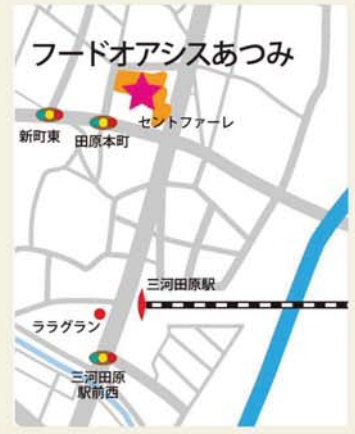 フードオアシスあつみ
セントファーレ
新町東
田原本町
三河田原駅
ララグラン
三河田原
駅前西